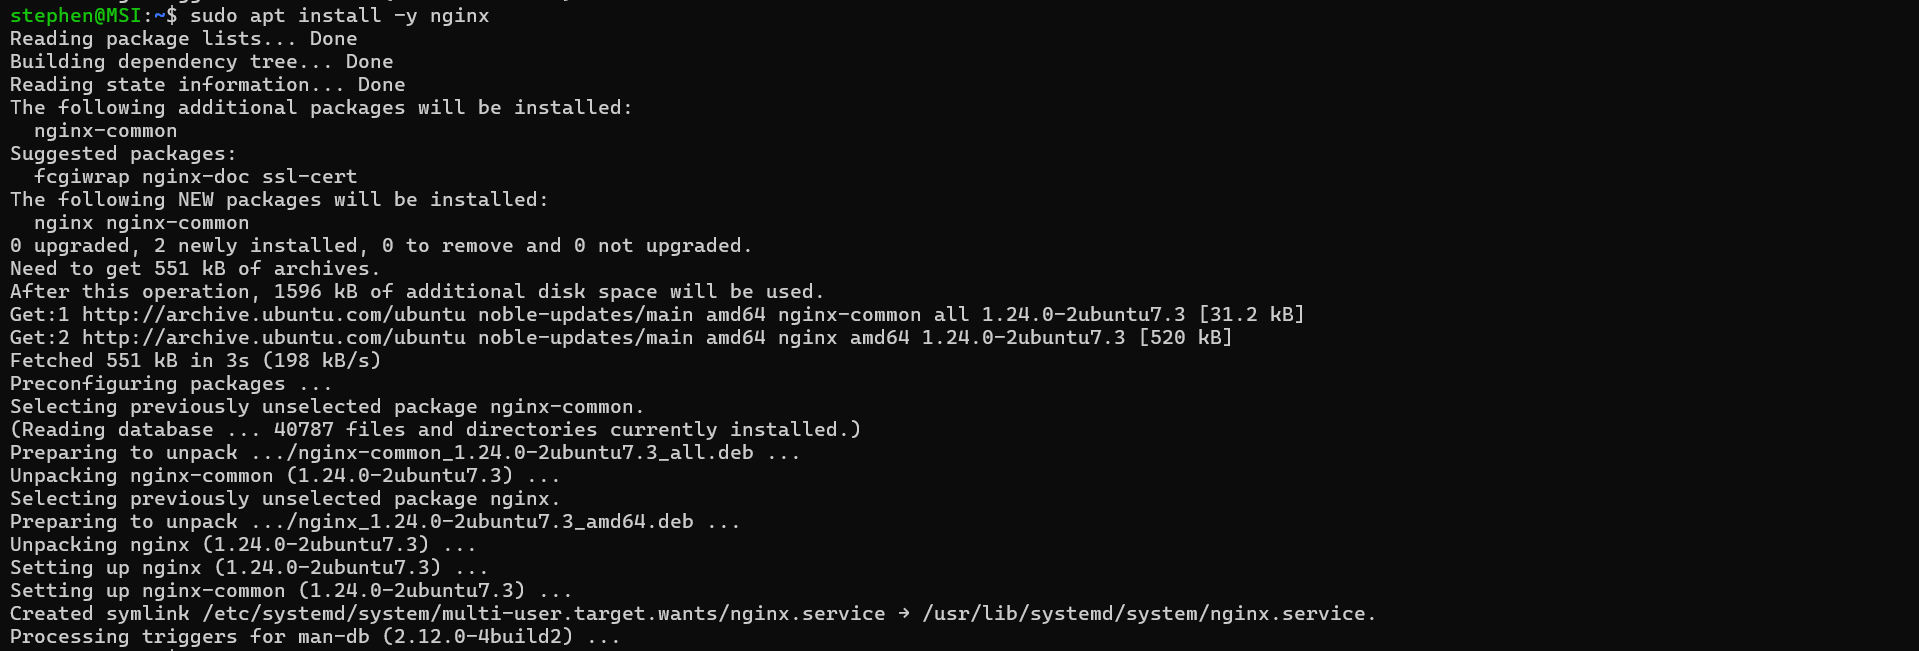 stephen@MSI:~$ sudo apt install -y nginx
Reading package lists... Done
Building dependency tree... Done
Reading state information... Done
The following additional packages will be installed:
  nginx-common
Suggested packages:
  fcgiwrap nginx-doc ssl-cert
The following NEW packages will be installed:
  nginx nginx-common
0 upgraded, 2 newly installed, 0 to remove and 0 not upgraded.
Need to get 551 kB of archives.
After this operation, 1596 kB of additional disk space will be used.
Get:1 http://archive.ubuntu.com/ubuntu noble-updates/main amd64 nginx-common all 1.24.0-2ubuntu7.3 [31.2 kB]
Get:2 http://archive.ubuntu.com/ubuntu noble-updates/main amd64 nginx amd64 1.24.0-2ubuntu7.3 [520 kB]
Fetched 551 kB in 3s (198 kB/s)
Preconfiguring packages ...
Selecting previously unselected package nginx-common.
(Reading database ... 40787 files and directories currently installed.)
Preparing to unpack .../nginx-common_1.24.0-2ubuntu7.3_all.deb ...
Unpacking nginx-common (1.24.0-2ubuntu7.3) ...
Selecting previously unselected package nginx.
Preparing to unpack .../nginx_1.24.0-2ubuntu7.3_amd64.deb ...
Unpacking nginx (1.24.0-2ubuntu7.3) ...
Setting up nginx (1.24.0-2ubuntu7.3) ...
Setting up nginx-common (1.24.0-2ubuntu7.3) ...
Created symlink /etc/systemd/system/multi-user.target.wants/nginx.service → /usr/lib/systemd/system/nginx.service.
Processing triggers for man-db (2.12.0-4build2) ...